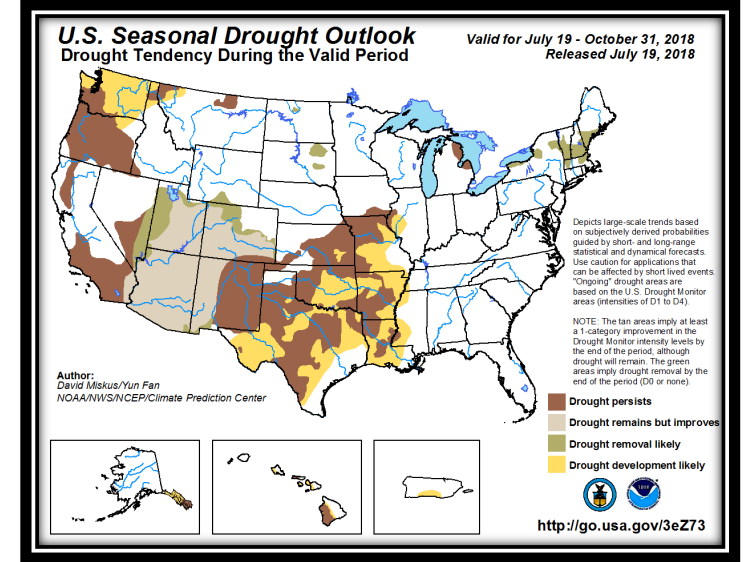 U.S. Seasonal Drought Outlook
Drought Tendency During the Valid Period
Valid for July 19 - October 31, 2018
Released July 19, 2018
Depicts large-scale trends based
on subjectively derived probabilities
guided by short- and long-range
statistical and dynamical forecasts.
Use caution for applications that
can be affected by short lived events.
"Ongoing" drought areas are
based on the U.S. Drought Monitor
areas (intensities of D1 to D4).
NOTE: The tan areas imply at least
a 1-category improvement in the
Drought Monitor intensity levels by
the end of the period, although
drought will remain. The green
areas imply drought removal by the
end of the period (D0 or none).
Author:
David Miskus/Yun Fan
NOAA/NWS/NCEP/Climate Prediction Center
Drought persists
Drought remains but improves
Drought removal likely
Drought development likely
http://go.usa.gov/3eZ73